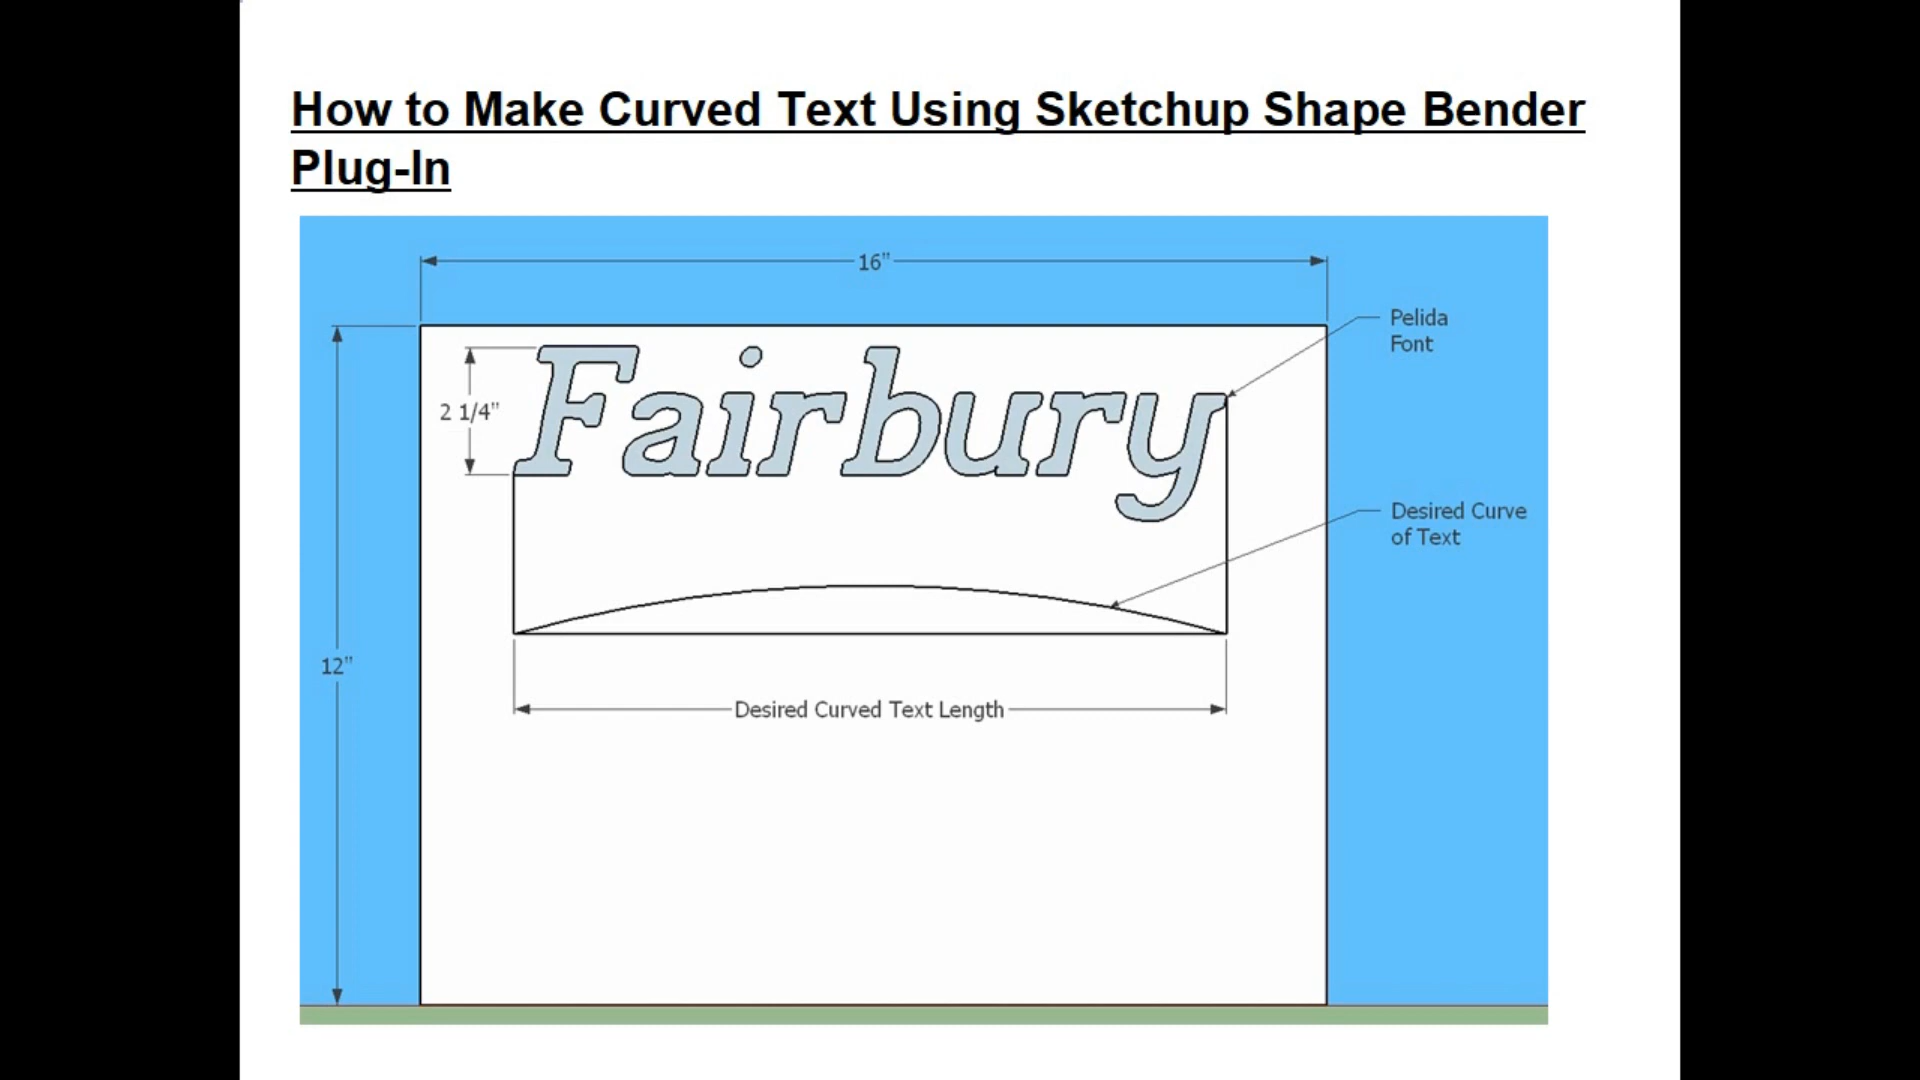 How to Make Curved Text Using Sketchup Shape Bender
Plug-In
16"
Pelida
Font
Fairbury
2 1/4"
Desired Curve
of Text
12"
Desired Curved Text Length